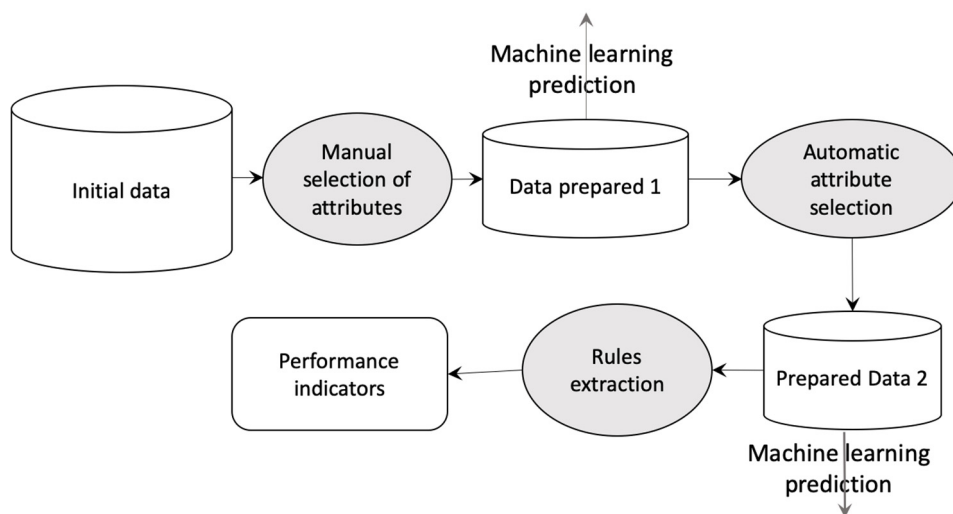 Machine learning
prediction
Initial data
Manual
selection of
attributes
Data prepared 1
Automatic
attribute
selection
Performance
indicators
Rules
extraction
Prepared Data 2
Machine learning
prediction